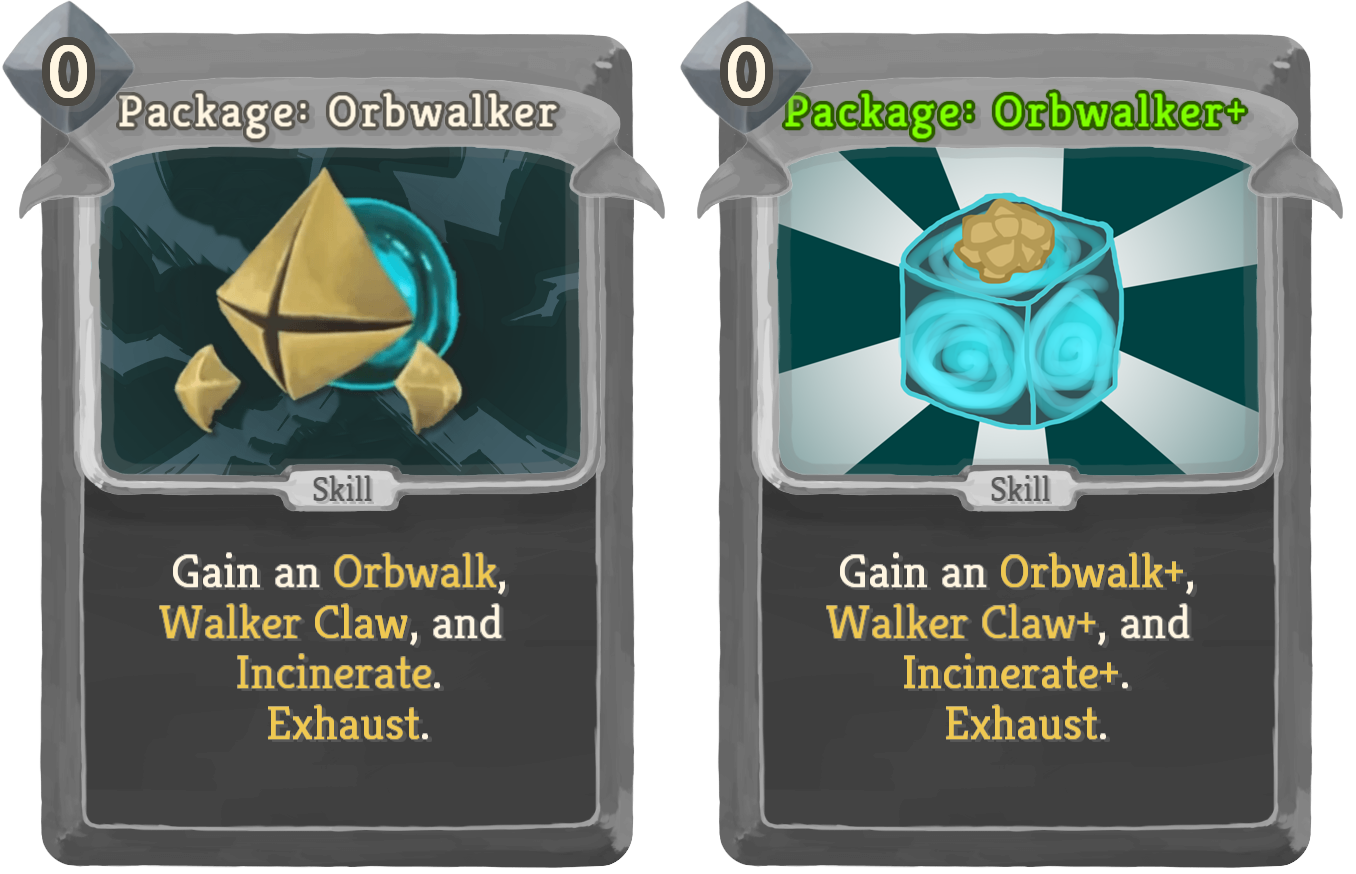 0
Package: Orbwalker
Skill
Gain an Orbwalk,
Walker Claw, and
Incinerate.
Exhaust.
0
Package: Orbwalker+
Skill
Gain an Orbwalk+,
Walker Claw+, and
Incinerate+.
Exhaust.